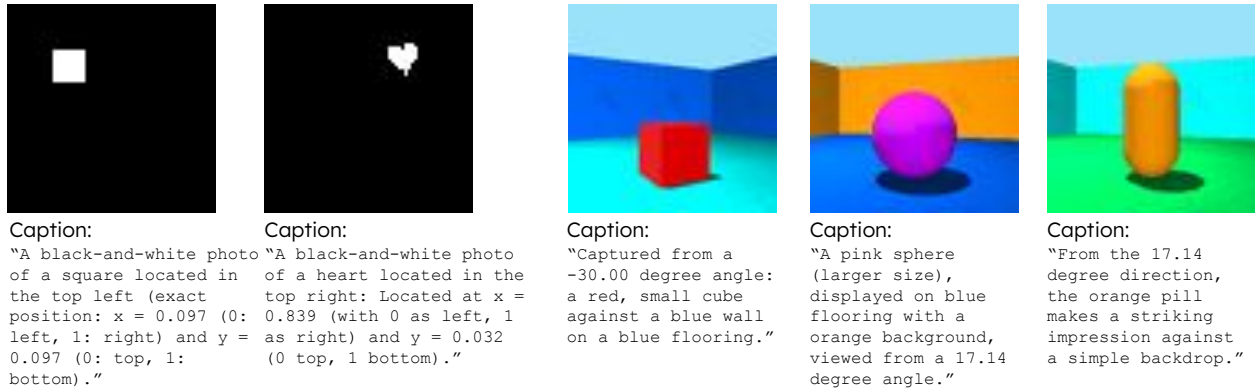 Caption:
"A black-and-white photo
of a square located in
the top left (exact
position: x = 0.097 (0:
left, 1: right) and y =
0.097 (0: top, 1:
bottom)."
Caption:
"A black-and-white photo
of a heart located in the
top right: Located at x =
0.839 (with 0 as left, 1
as right) and y = 0.032
(0 top, 1 bottom)."
Caption:
"Captured from a
-30.00 degree angle:
a red, small cube
against a blue wall
on a blue flooring."
Caption:
"A pink sphere
(larger size),
displayed on blue
flooring with a
orange background,
viewed from a 17.14
degree angle."
Caption:
"From the 17.14
degree direction,
the orange pill
makes a striking
impression against
a simple backdrop."